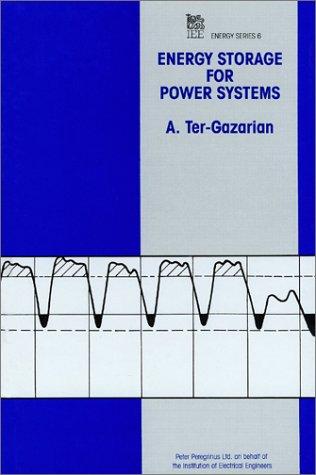 IEE
ENERGY SERIES 6
ENERGY STORAGE
FOR
POWER SYSTEMS
A. Ter-Gazarian
Peter Peregrinus Ltd. on behalf of
the Institution of Electrical Engineers